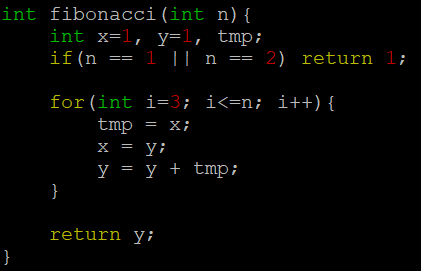 int fibonacci(int n){
    int x=1, y=1, tmp;
    if(n == 1 || n == 2) return 1;

    for(int i=3; i<=n; i++){
        tmp = x;
        x = y;
        y = y + tmp;
    }

    return y;
}